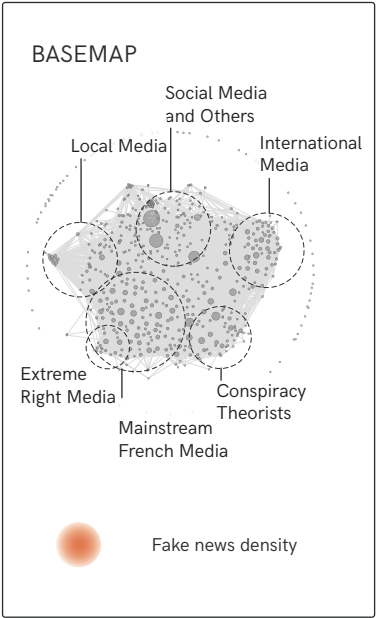 BASEMAP
Social Media
and Others
Local Media
International
Media
Extreme
Right Media
Conspiracy
Theorists
Mainstream
French Media
Fake news density